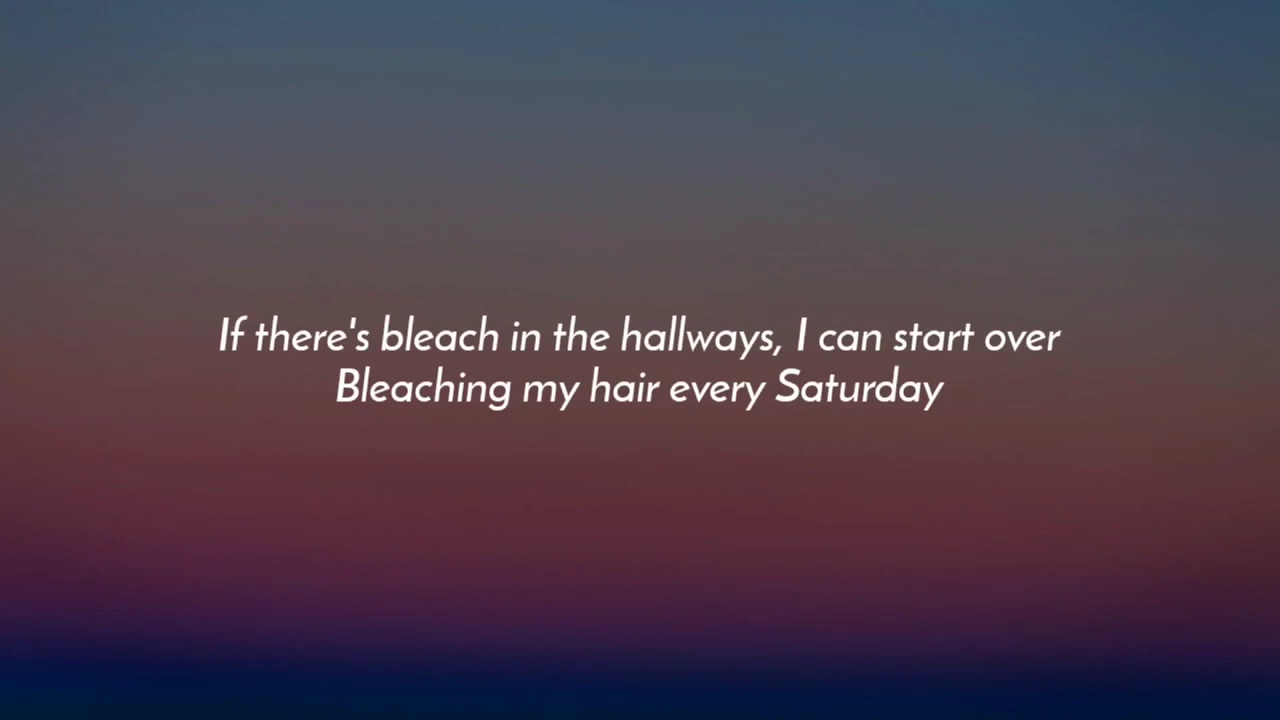 If there's bleach in the hallways, I can start over
Bleaching my hair every Saturday